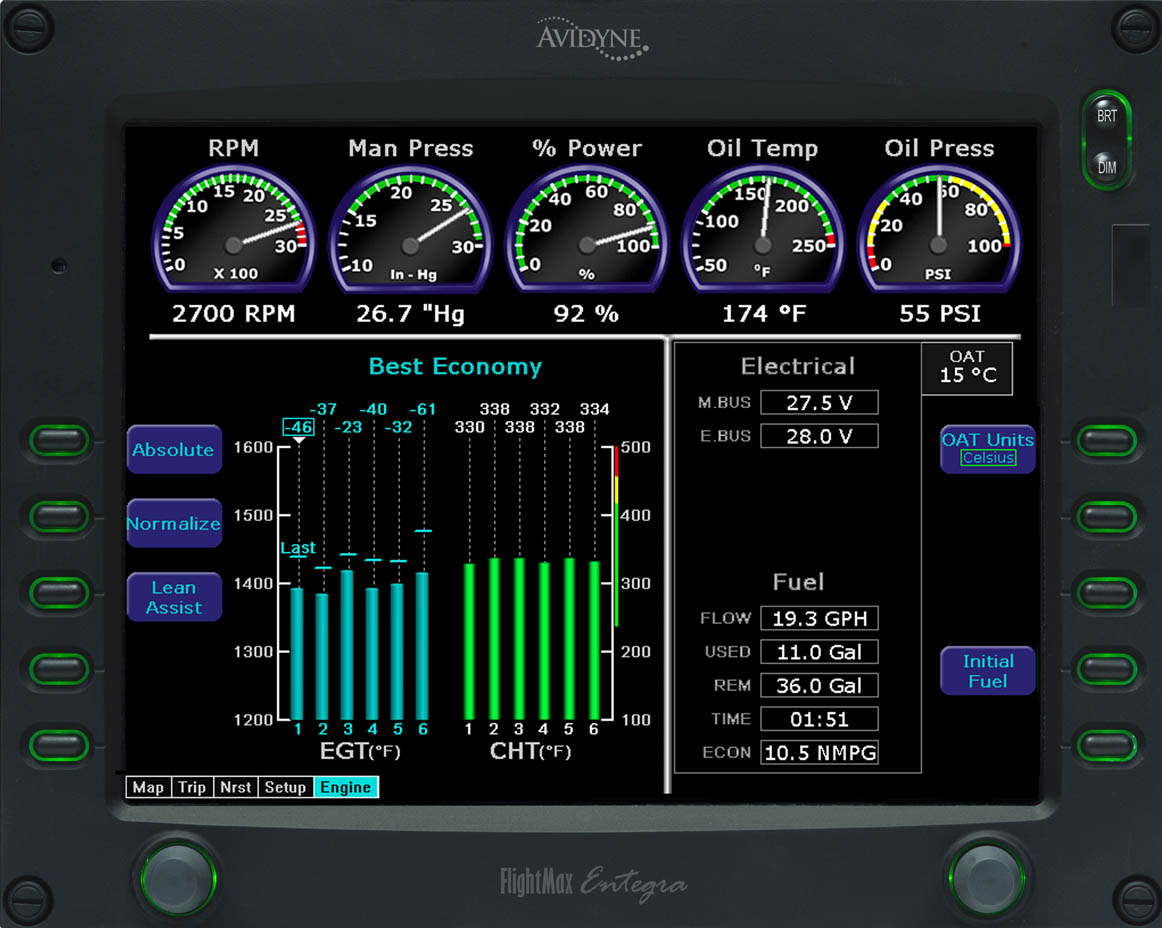 AVIDYNE
BRT
DIM
RPM
Man Press
% Power
Oil Temp
Oil Press
0 5 10 15 20 25 30
X 100
10 15 20 25 30
In - Hg
0 20 40 60 80 100
%
50 100 150 200 250
°F
0 20 40 60 80 100
PSI
2700 RPM
26.7 "Hg
92 %
174 °F
55 PSI
Best Economy
-37 -40 -61
-46 -23 -32
338 332 334
330 338 338
Absolute
Normalize
Lean
Assist
1600
1500
Last
1400
1300
1200
1 2 3 4 5 6
EGT(°F)
500
400
300
200
100
1 2 3 4 5 6
CHT(°F)
Electrical
M.BUS 27.5 V
E.BUS 28.0 V
Fuel
FLOW 19.3 GPH
USED 11.0 Gal
REM 36.0 Gal
TIME 01:51
ECON 10.5 NMPG
OAT
15 °C
OAT Units
Celsius
Initial
Fuel
Map Trip Nrst Setup Engine
FlightMax Entegra